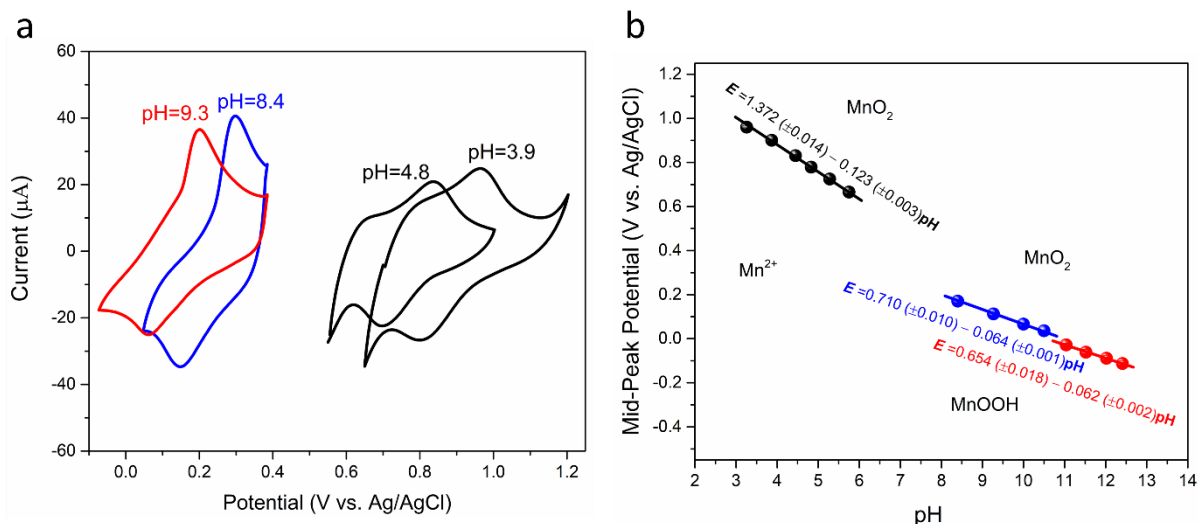 a
60
40
20
0
-20
-40
-60
Current (μA)
0.0 0.2 0.4 0.6 0.8 1.0 1.2
Potential (V vs. Ag/AgCl)
pH=9.3
pH=8.4
pH=4.8
pH=3.9
b
1.2
1.0
0.8
0.6
0.4
0.2
0.0
-0.2
-0.4
Mid-Peak Potential (V vs. Ag/AgCl)
2 3 4 5 6 7 8 9 10 11 12 13 14
pH
MnO₂
E =1.372 (±0.014) – 0.123 (±0.003)pH
Mn²⁺
MnO₂
E =0.710 (±0.010) – 0.064 (±0.001)pH
E =0.654 (±0.018) – 0.062 (±0.002)pH
MnOOH